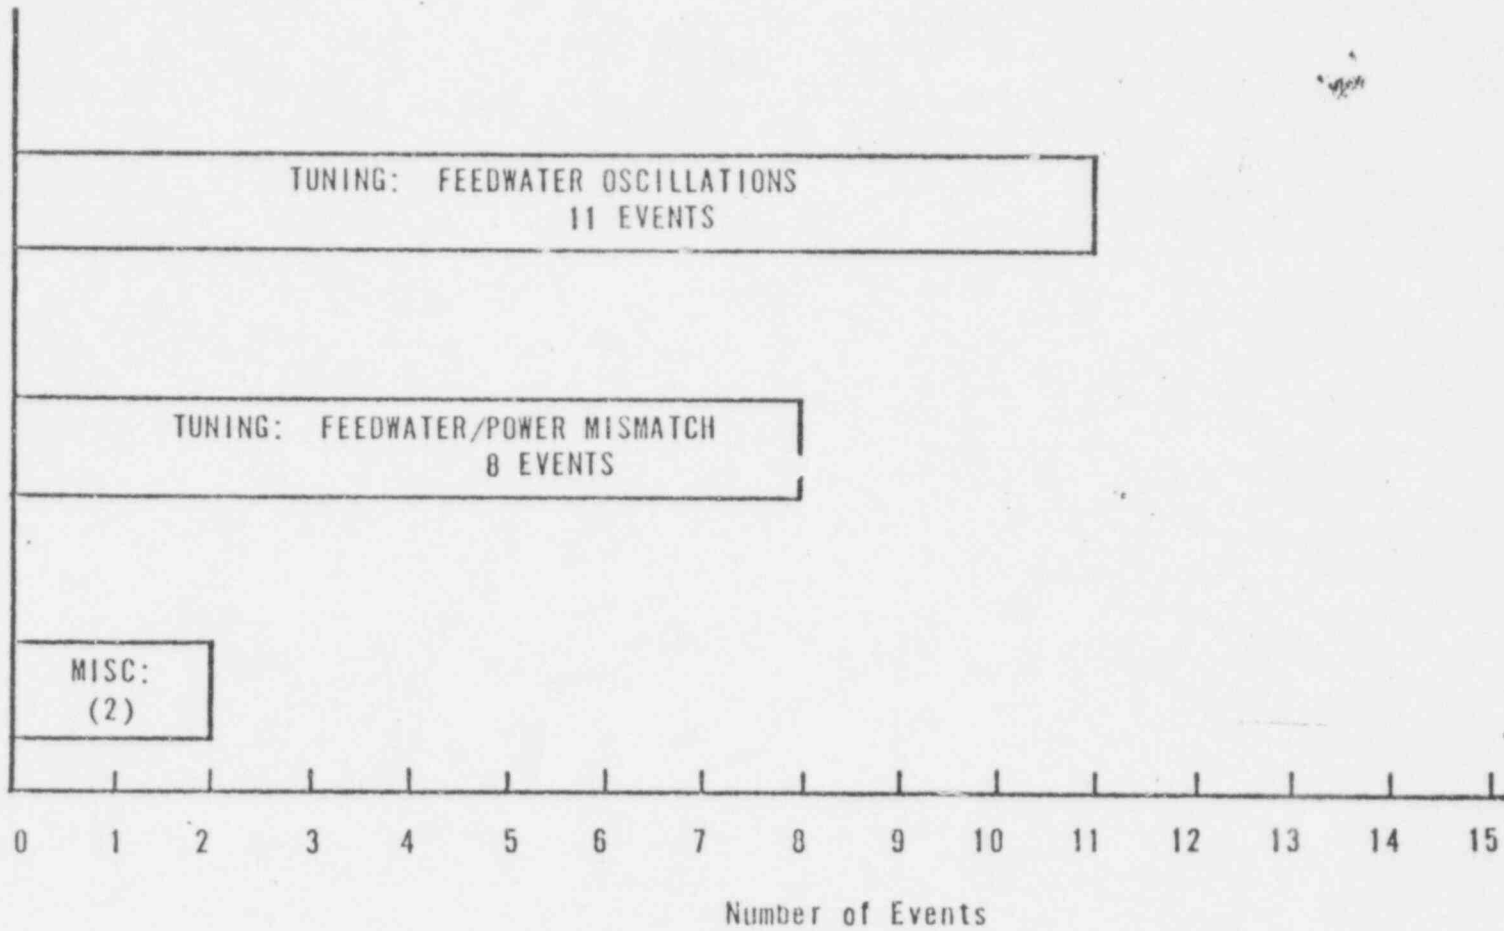 TUNING: FEEDWATER OSCILLATIONS
11 EVENTS
TUNING: FEEDWATER/POWER MISMATCH
8 EVENTS
MISC:
(2)
0 1 2 3 4 5 6 7 8 9 10 11 12 13 14 15
Number of Events